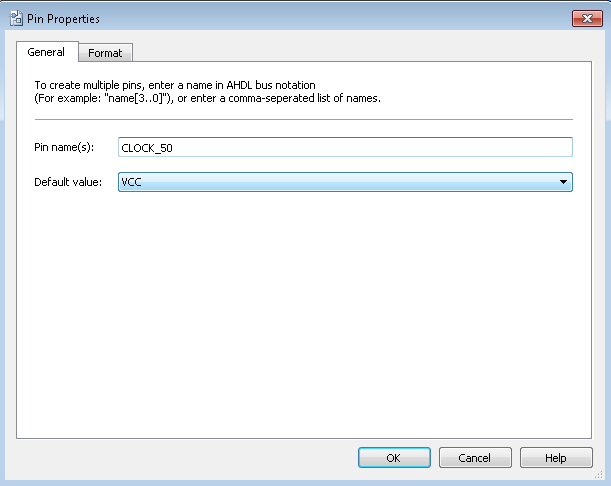 Pin Properties
General
Format
To create multiple pins, enter a name in AHDL bus notation
(For example: "name[3..0]"), or enter a comma-seperated list of names.
Pin name(s):
CLOCK_50
Default value:
VCC
OK
Cancel
Help